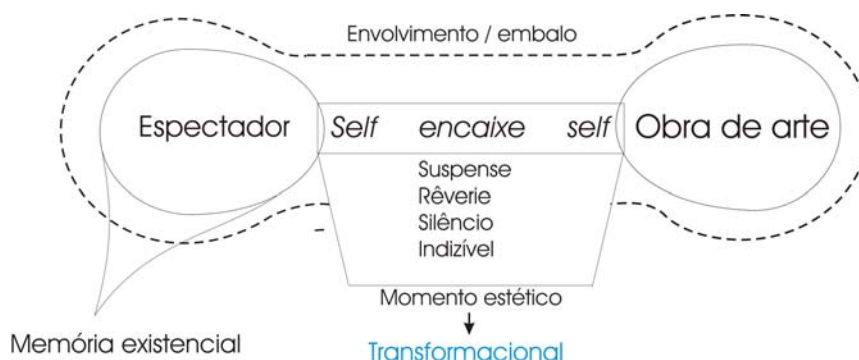 Envolvimento / embalo
Espectador
Self encaixe self
Obra de arte
Suspense
Rêverie
Silêncio
Indizível
Momento estético
Memória existencial
Transformacional